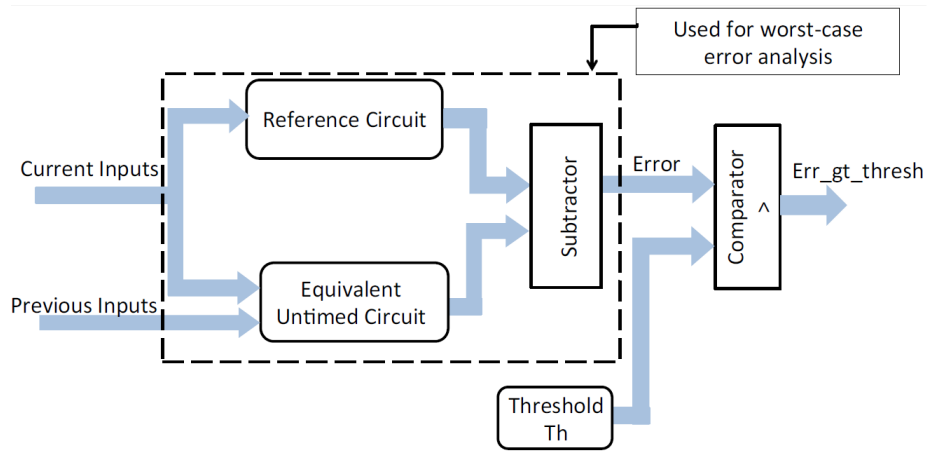 Used for worst-case
error analysis
Reference Circuit
Current Inputs
Error
Err_gt_thresh
Subtractor
Comparator
>
Equivalent
Untimed Circuit
Previous Inputs
Threshold
Th